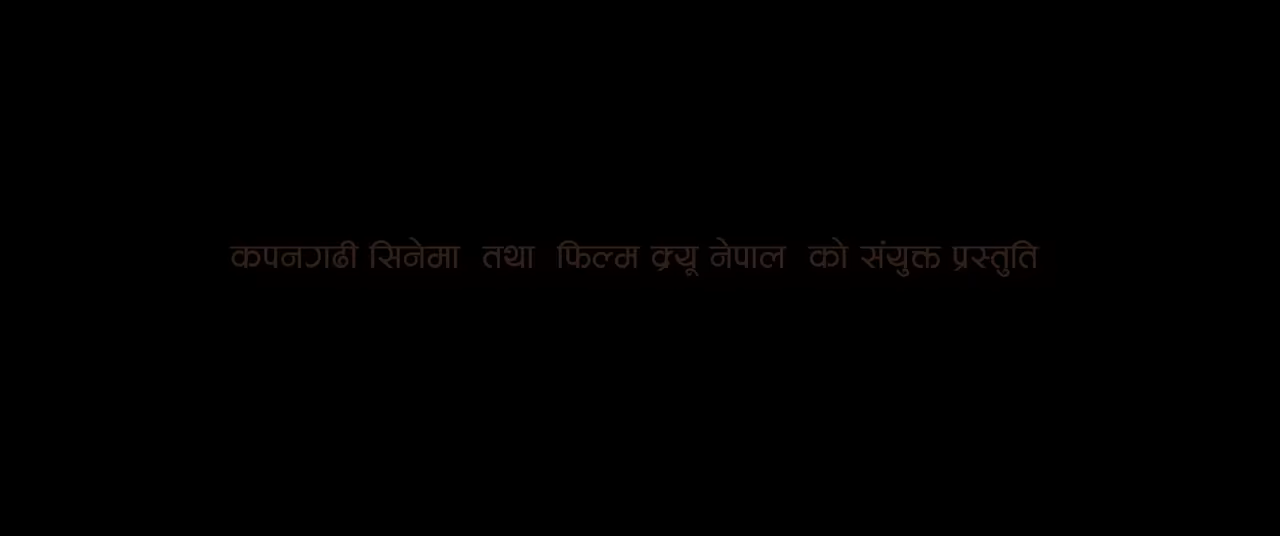 कपनगढी सिनेमा तथा फिल्म क्र्यू नेपाल को संयुक्त प्रस्तुति